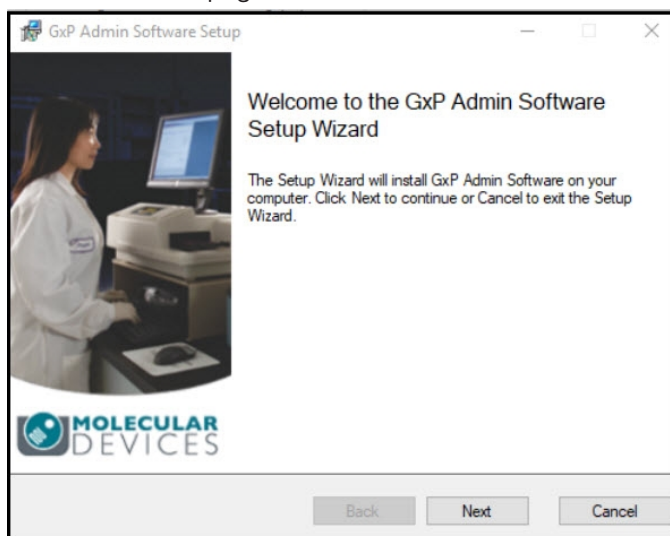 GxP Admin Software Setup
Welcome to the GxP Admin Software
Setup Wizard
The Setup Wizard will install GxP Admin Software on your
computer. Click Next to continue or Cancel to exit the Setup
Wizard.
MOLECULAR
DEVICES
Back Next Cancel